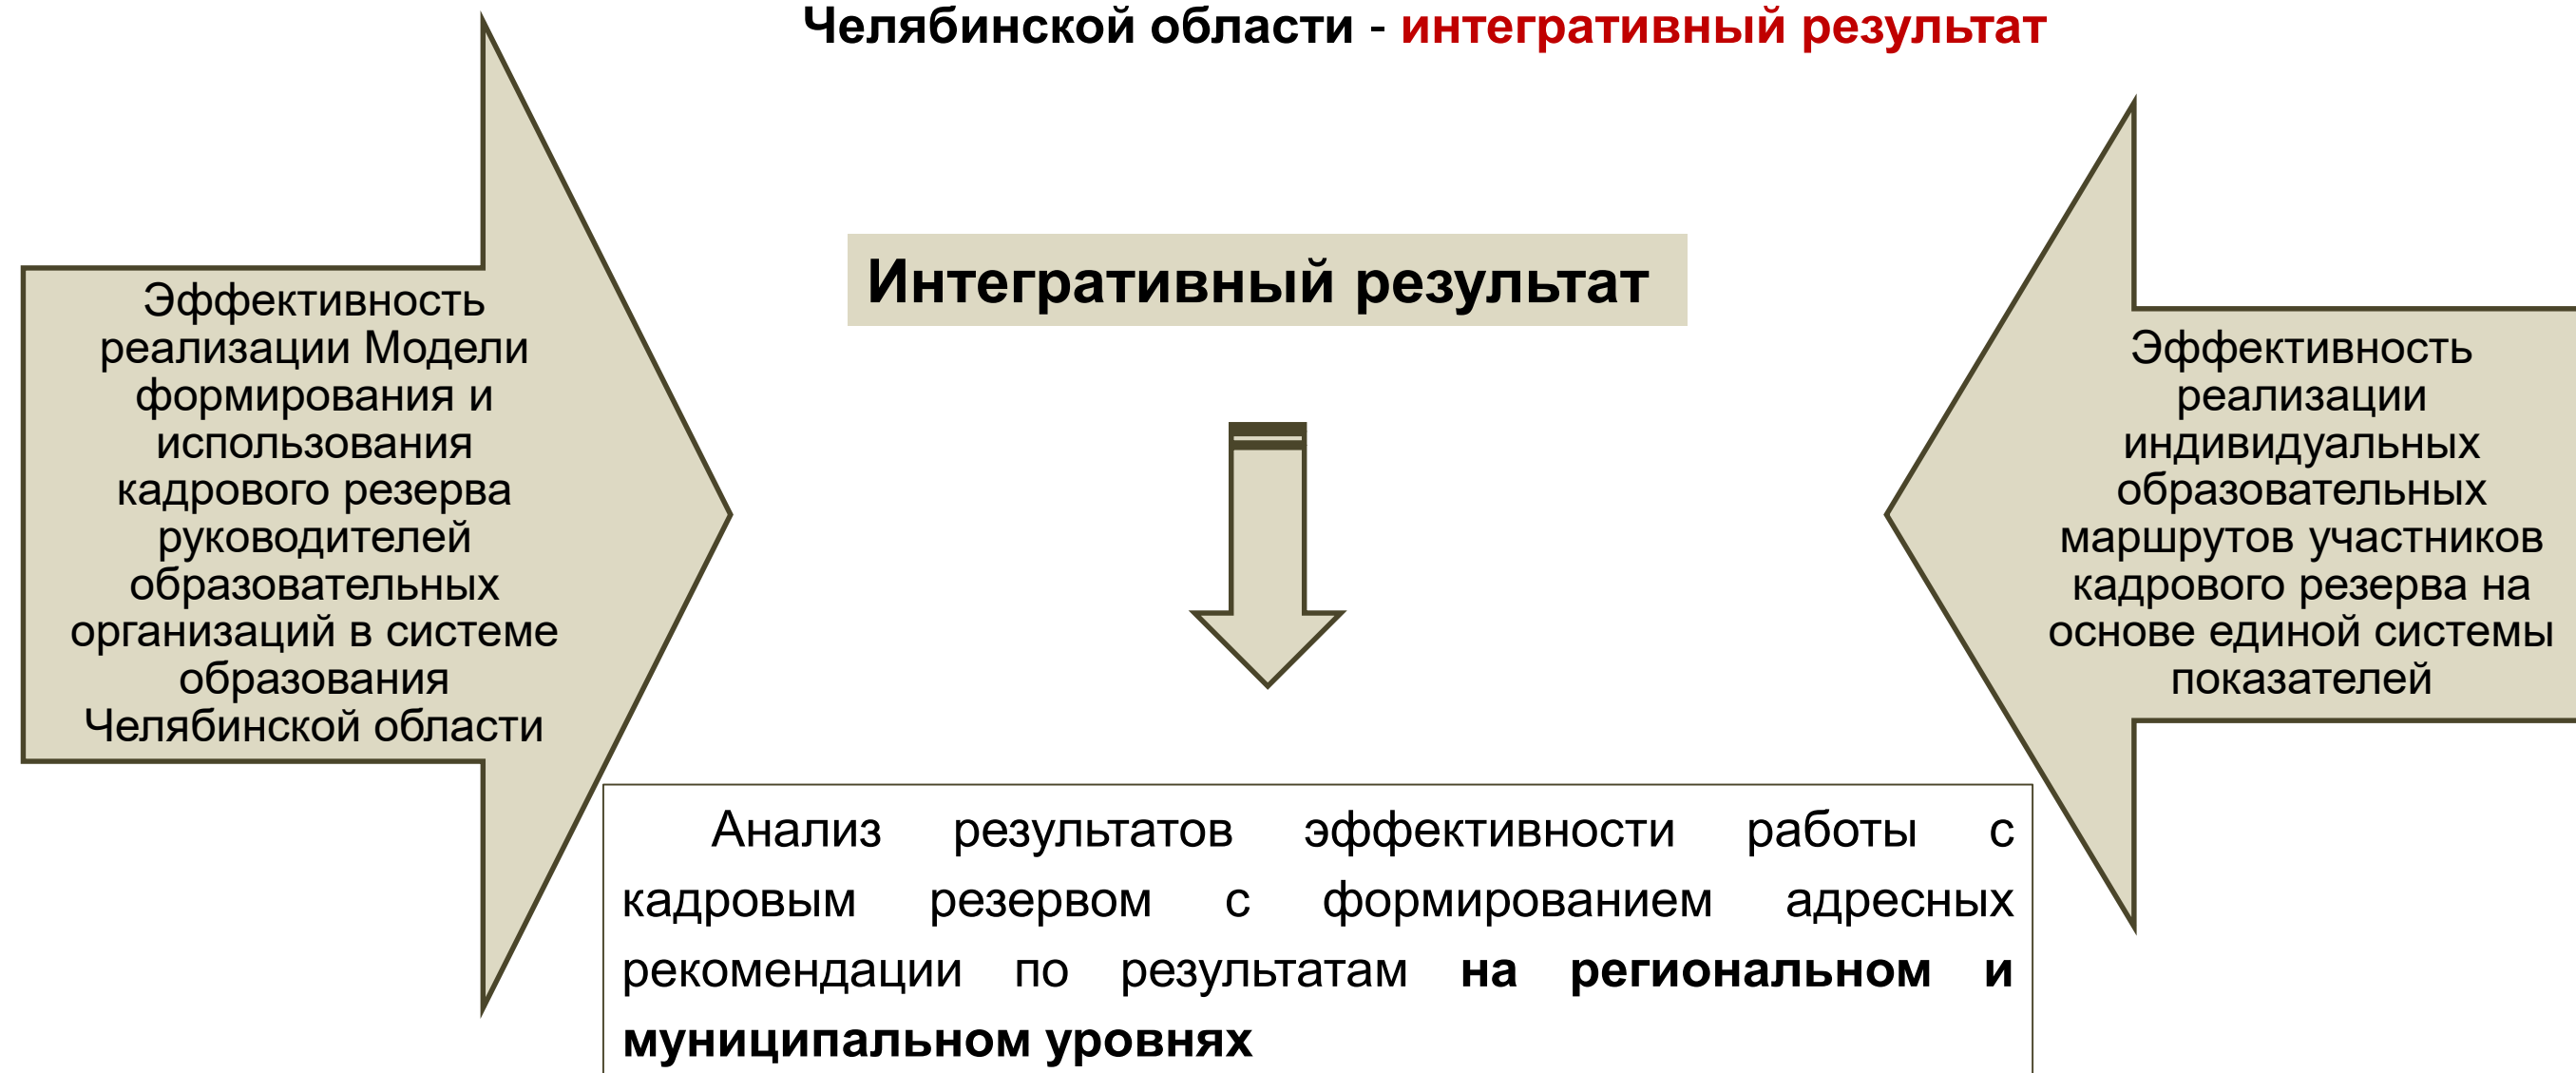 Челябинской области - интегративный результат
Эффективность
реализации Модели
формирования и
использования
кадрового резерва
руководителей
образовательных
организаций в системе
образования
Челябинской области
Интегративный результат
Эффективность
реализации
индивидуальных
образовательных
маршрутов участников
кадрового резерва на
основе единой системы
показателей
Анализ результатов эффективности работы с
кадровым резервом с формированием адресных
рекомендации по результатам на региональном и
муниципальном уровнях